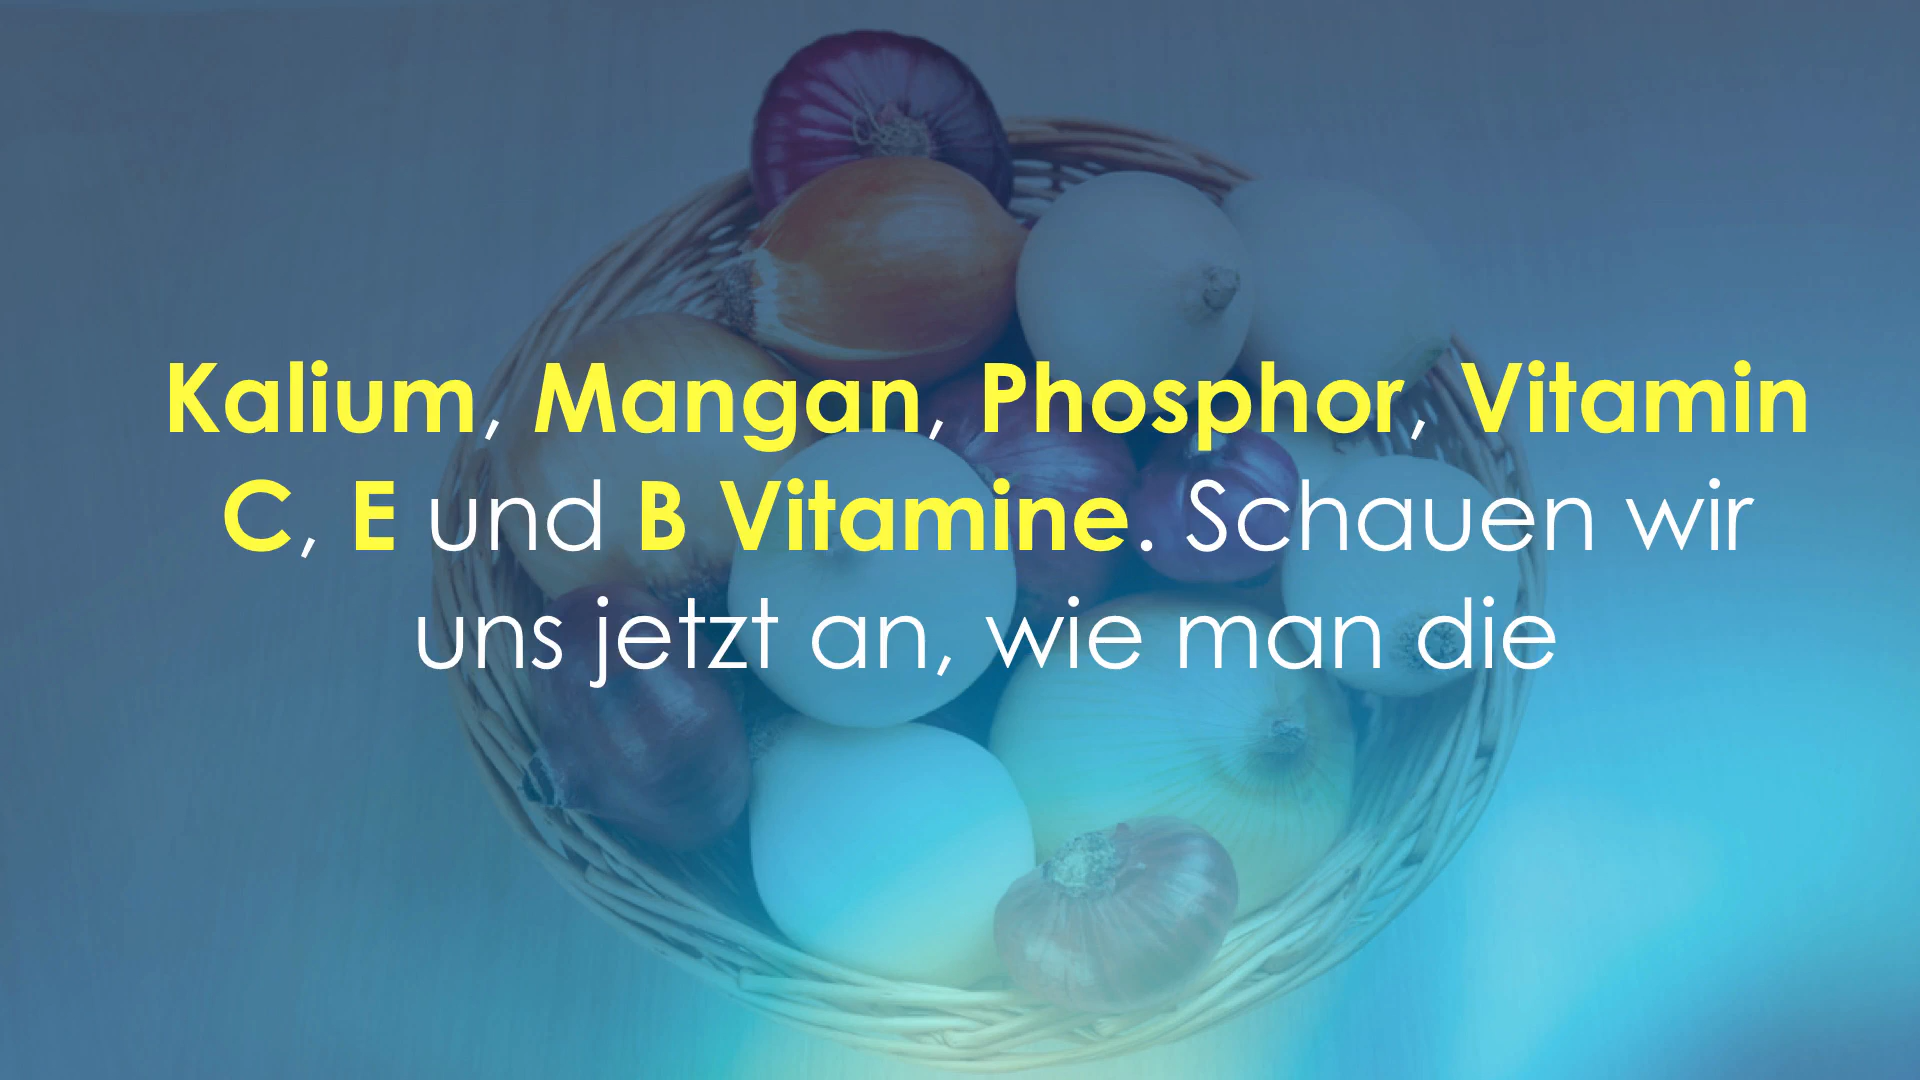 Kalium, Mangan, Phosphor, Vitamin
C, E und B Vitamine. Schauen wir
uns jetzt an, wie man die